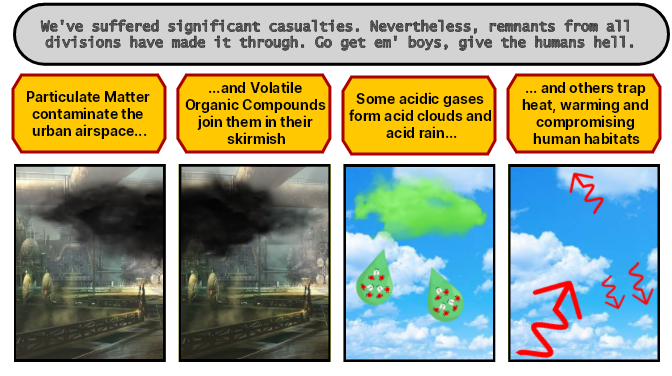 We've suffered significant casualties. Nevertheless, remnants from all
divisions have made it through. Go get em' boys, give the humans hell.
Particulate Matter
contaminate the
urban airspace...
...and Volatile
Organic Compounds
join them in their
skirmish
Some acidic gases
form acid clouds and
acid rain...
... and others trap
heat, warming and
compromising
human habitats